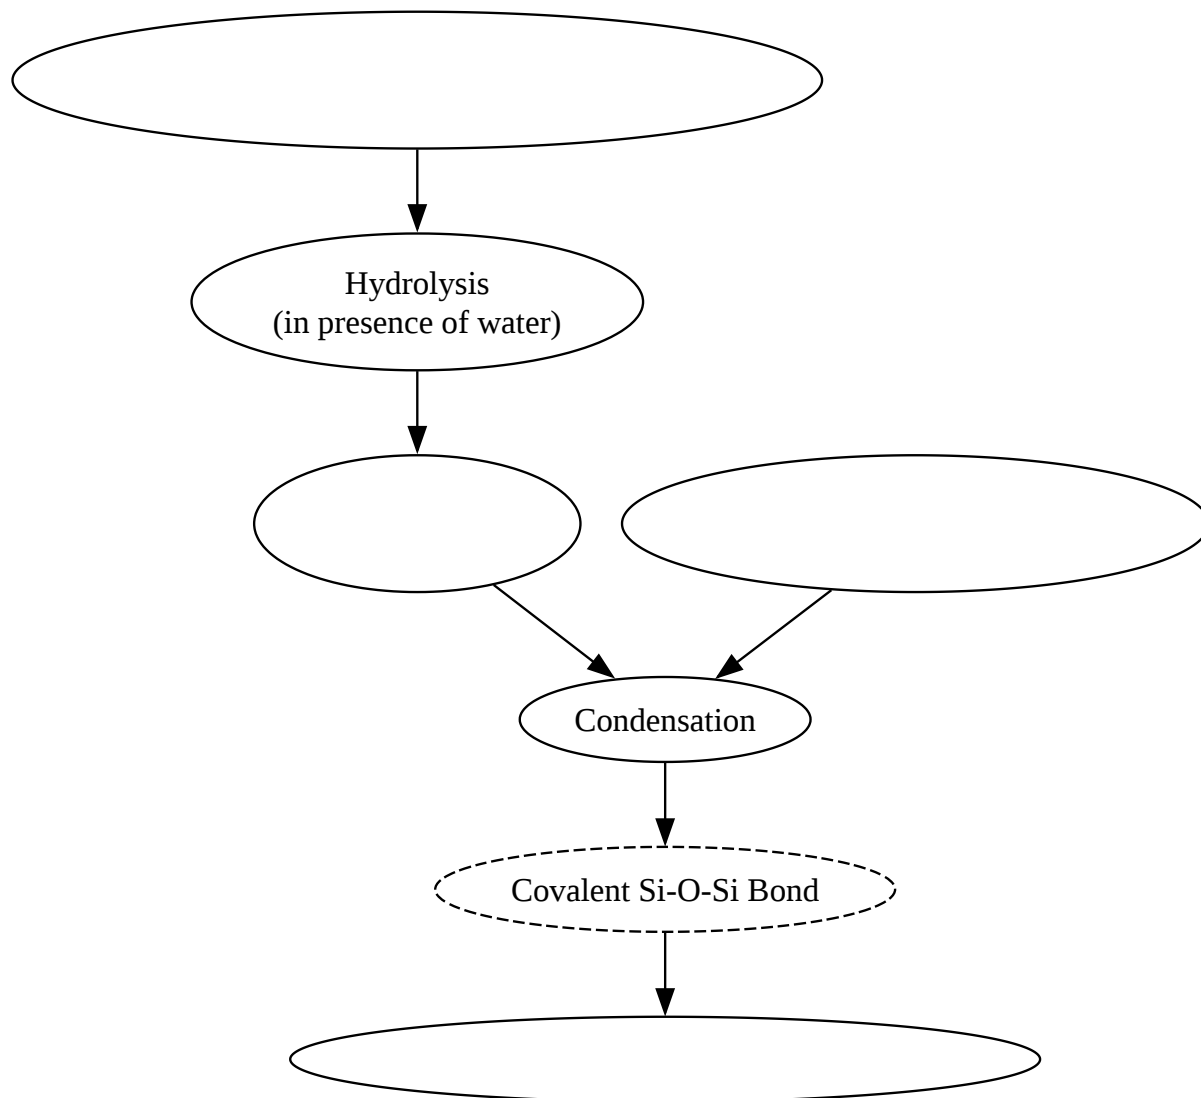 Hydrolysis
(in presence of water)
Condensation
Covalent Si-O-Si Bond